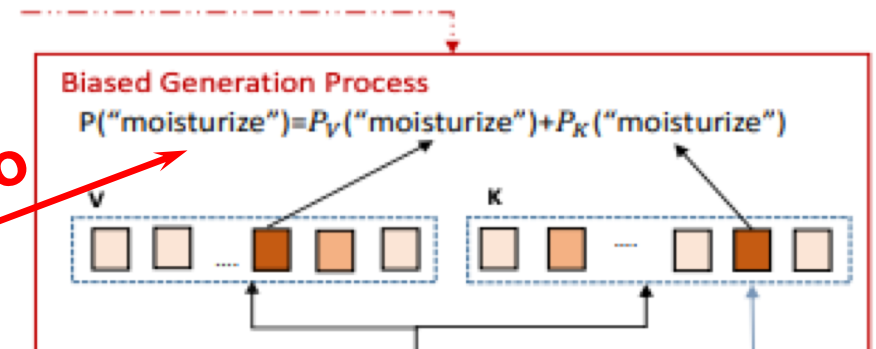 Biased Generation Process
P(“moisturize”)=P_V(“moisturize”)+P_K(“moisturize”)
o
V
K
....
....